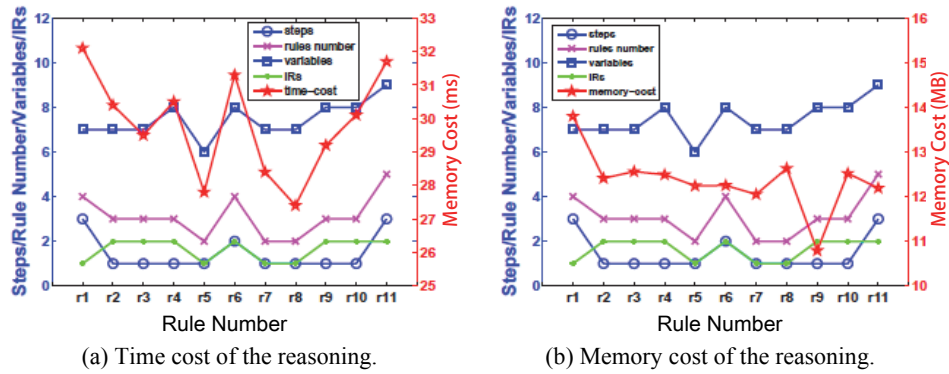 steps
rules number
variables
IRs
time-cost
Steps/Rule Number/Variables/IRs
12
10
8
6
4
2
0
33
32
31
30
29
28
27
26
25
Memory Cost (ms)
r1 r2 r3 r4 r5 r6 r7 r8 r9 r10 r11
Rule Number
(a) Time cost of the reasoning.
steps
rules number
variables
IRs
memory-cost
Steps/Rule Number/Variables/IRs
12
10
8
6
4
2
0
16
15
14
13
12
11
10
Memory Cost (MB)
r1 r2 r3 r4 r5 r6 r7 r8 r9 r10 r11
Rule Number
(b) Memory cost of the reasoning.